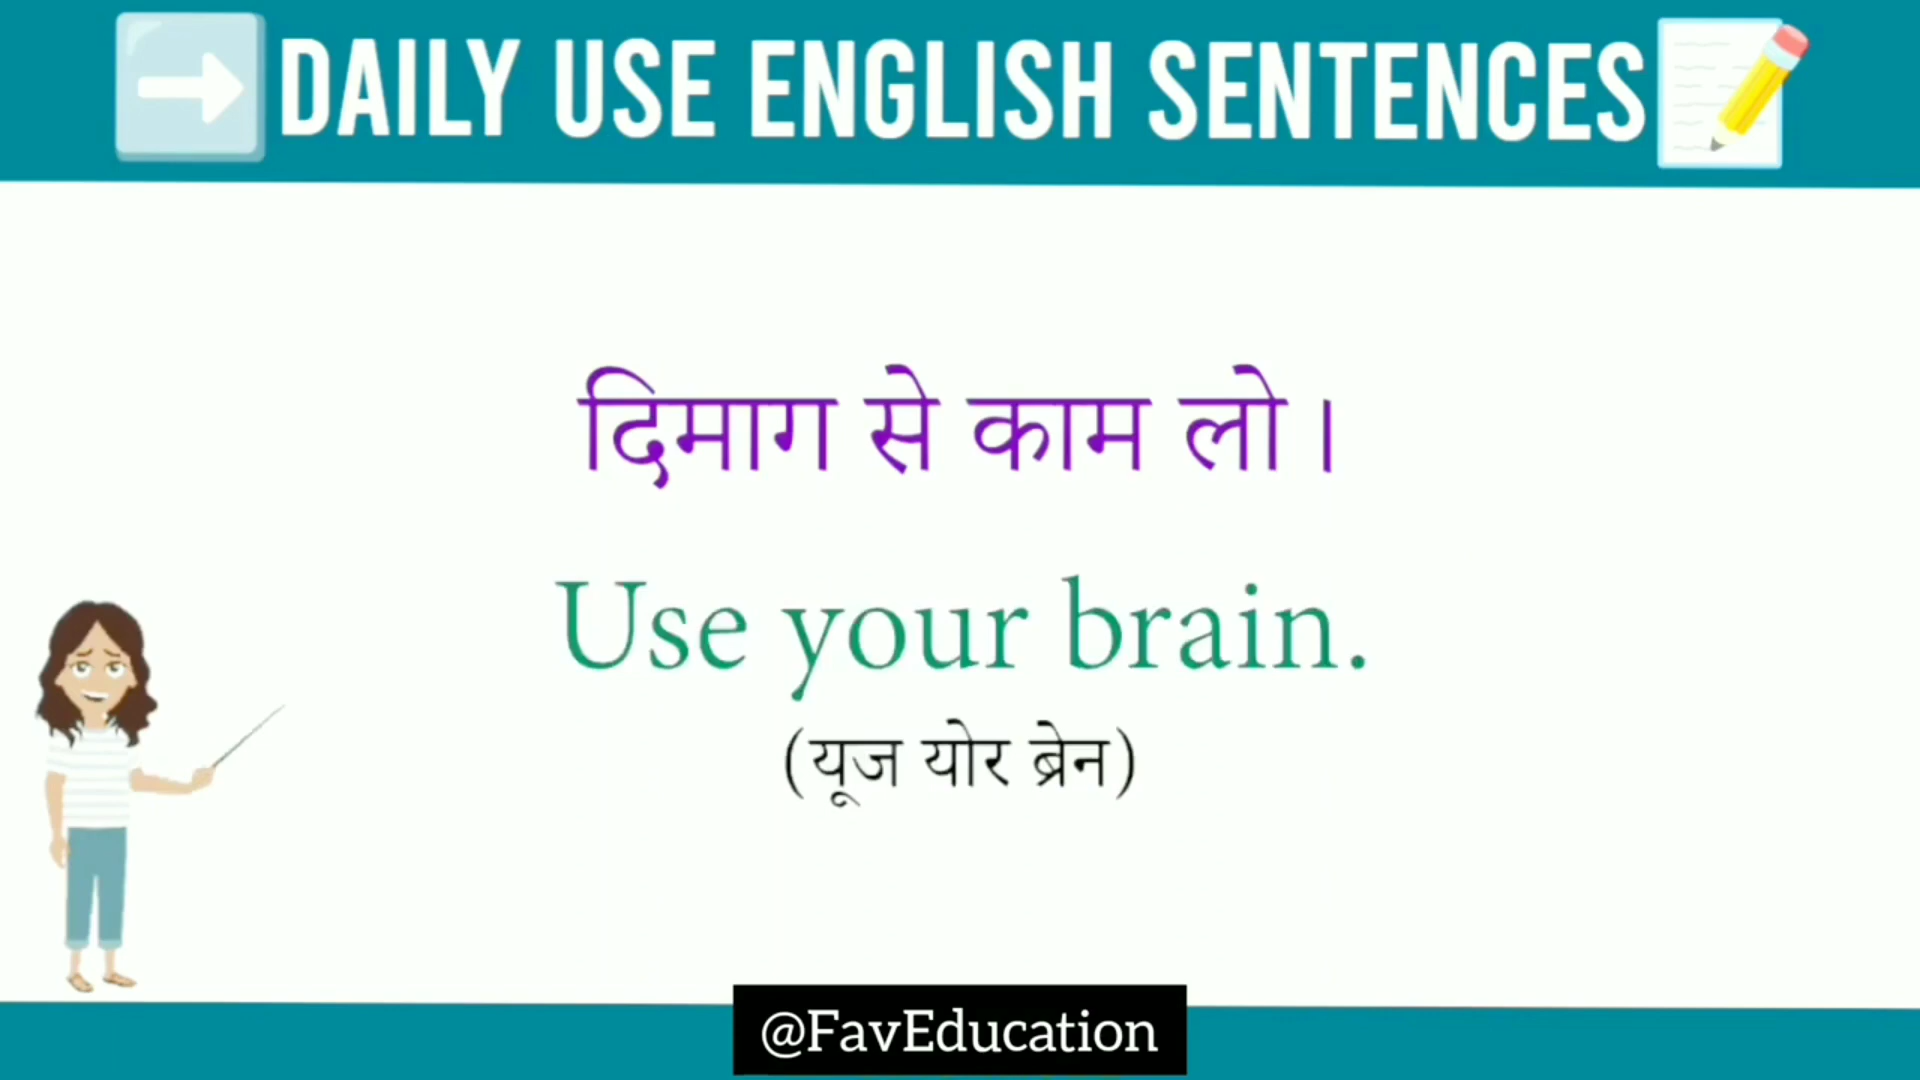 DAILY USE ENGLISH SENTENCES
दिमाग से काम लो।
Use your brain.
(यूज योर ब्रेन)
@FavEducation